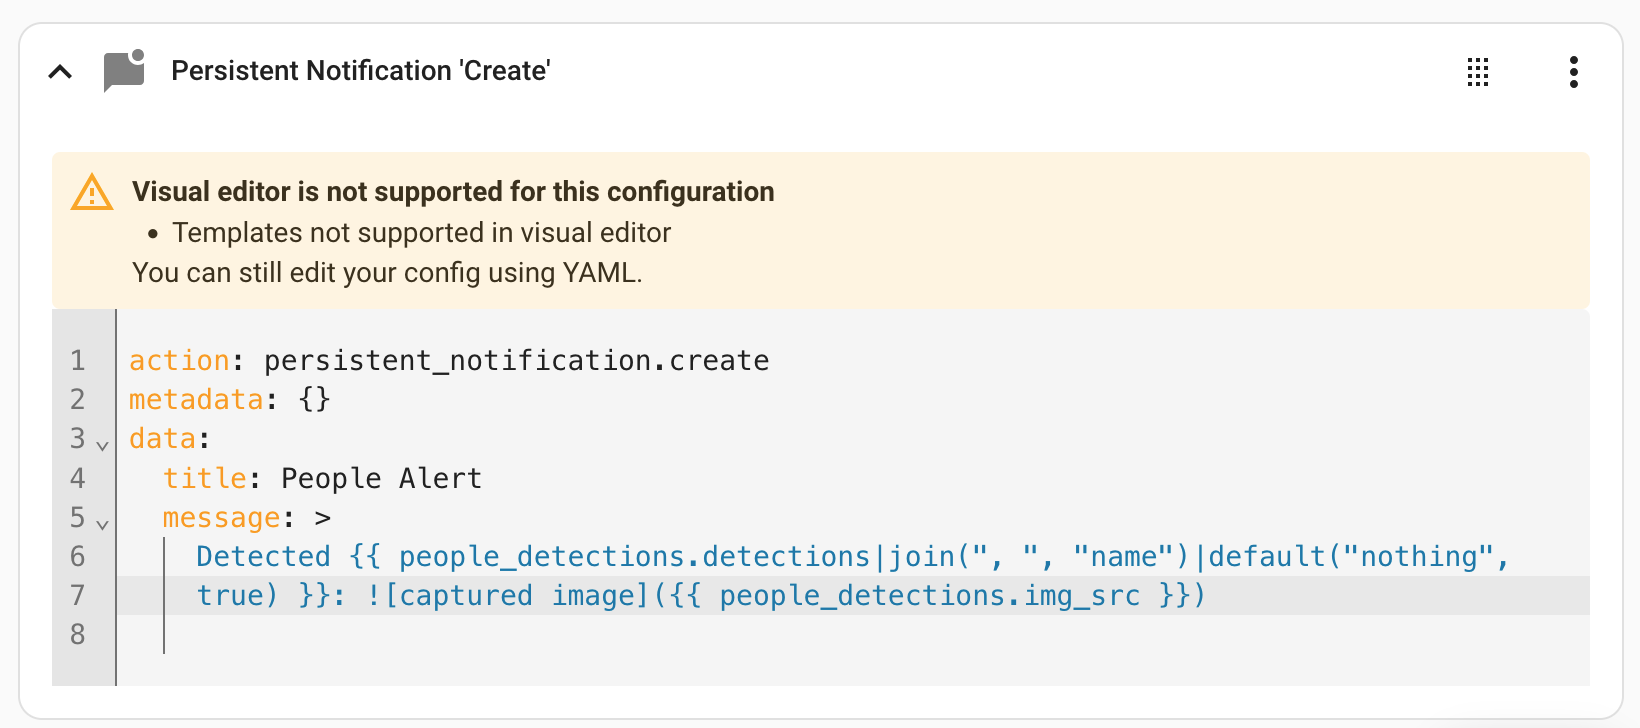 Persistent Notification 'Create'
Visual editor is not supported for this configuration
• Templates not supported in visual editor
You can still edit your config using YAML.
1 action: persistent_notification.create
2 metadata: {}
3 data:
4   title: People Alert
5   message: >
6     Detected {{ people_detections.detections|join(", ", "name")|default("nothing",
7     true) }}: ![captured image]({{ people_detections.img_src }})
8